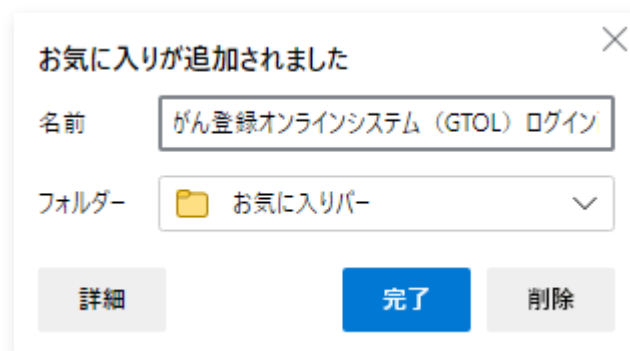 お気に入りが追加されました
名前 がん登録オンラインシステム（GTOL）ログイン
フォルダー お気に入りバー
詳細 完了 削除